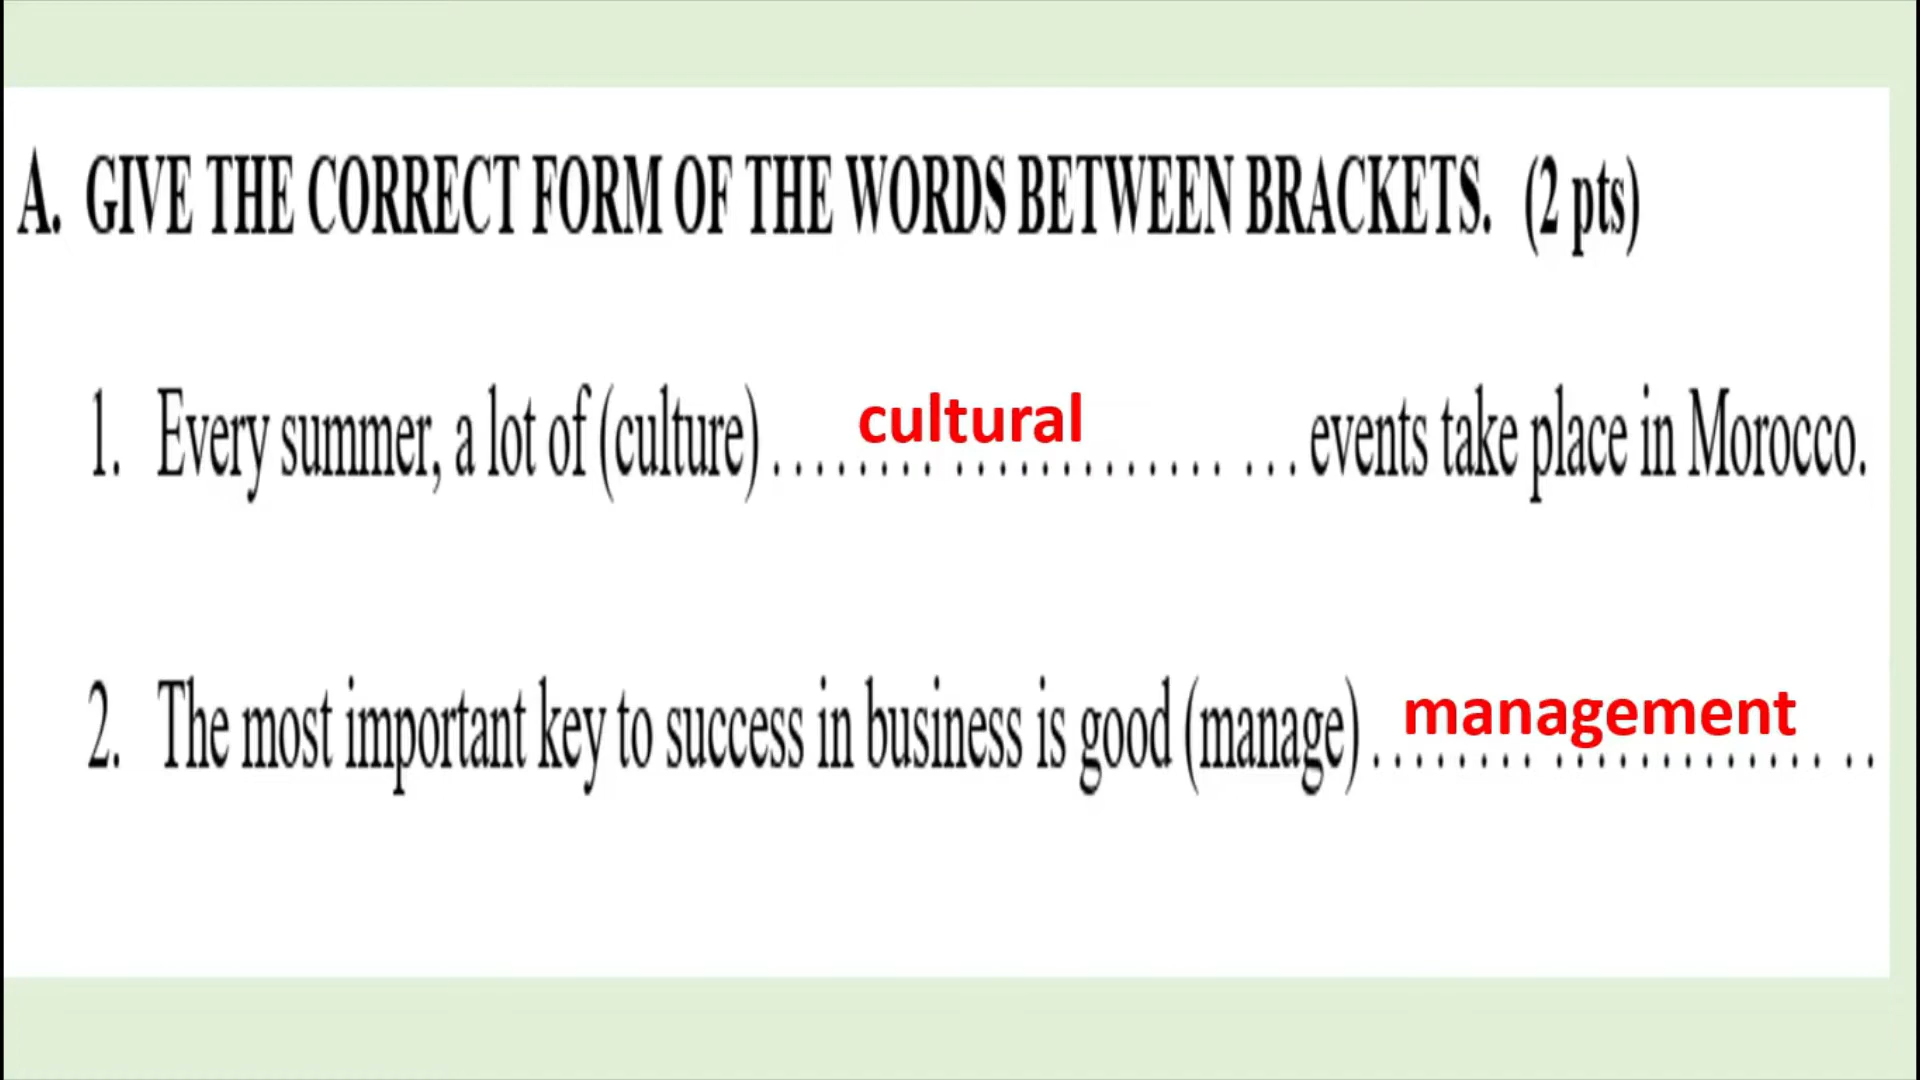 A. GIVE THE CORRECT FORM OF THE WORDS BETWEEN BRACKETS. (2 pts)
1. Every summer, a lot of (culture) ........ ............. ... cultural events take place in Morocco.
2. The most important key to success in business is good (manage) ........ ............. .. management